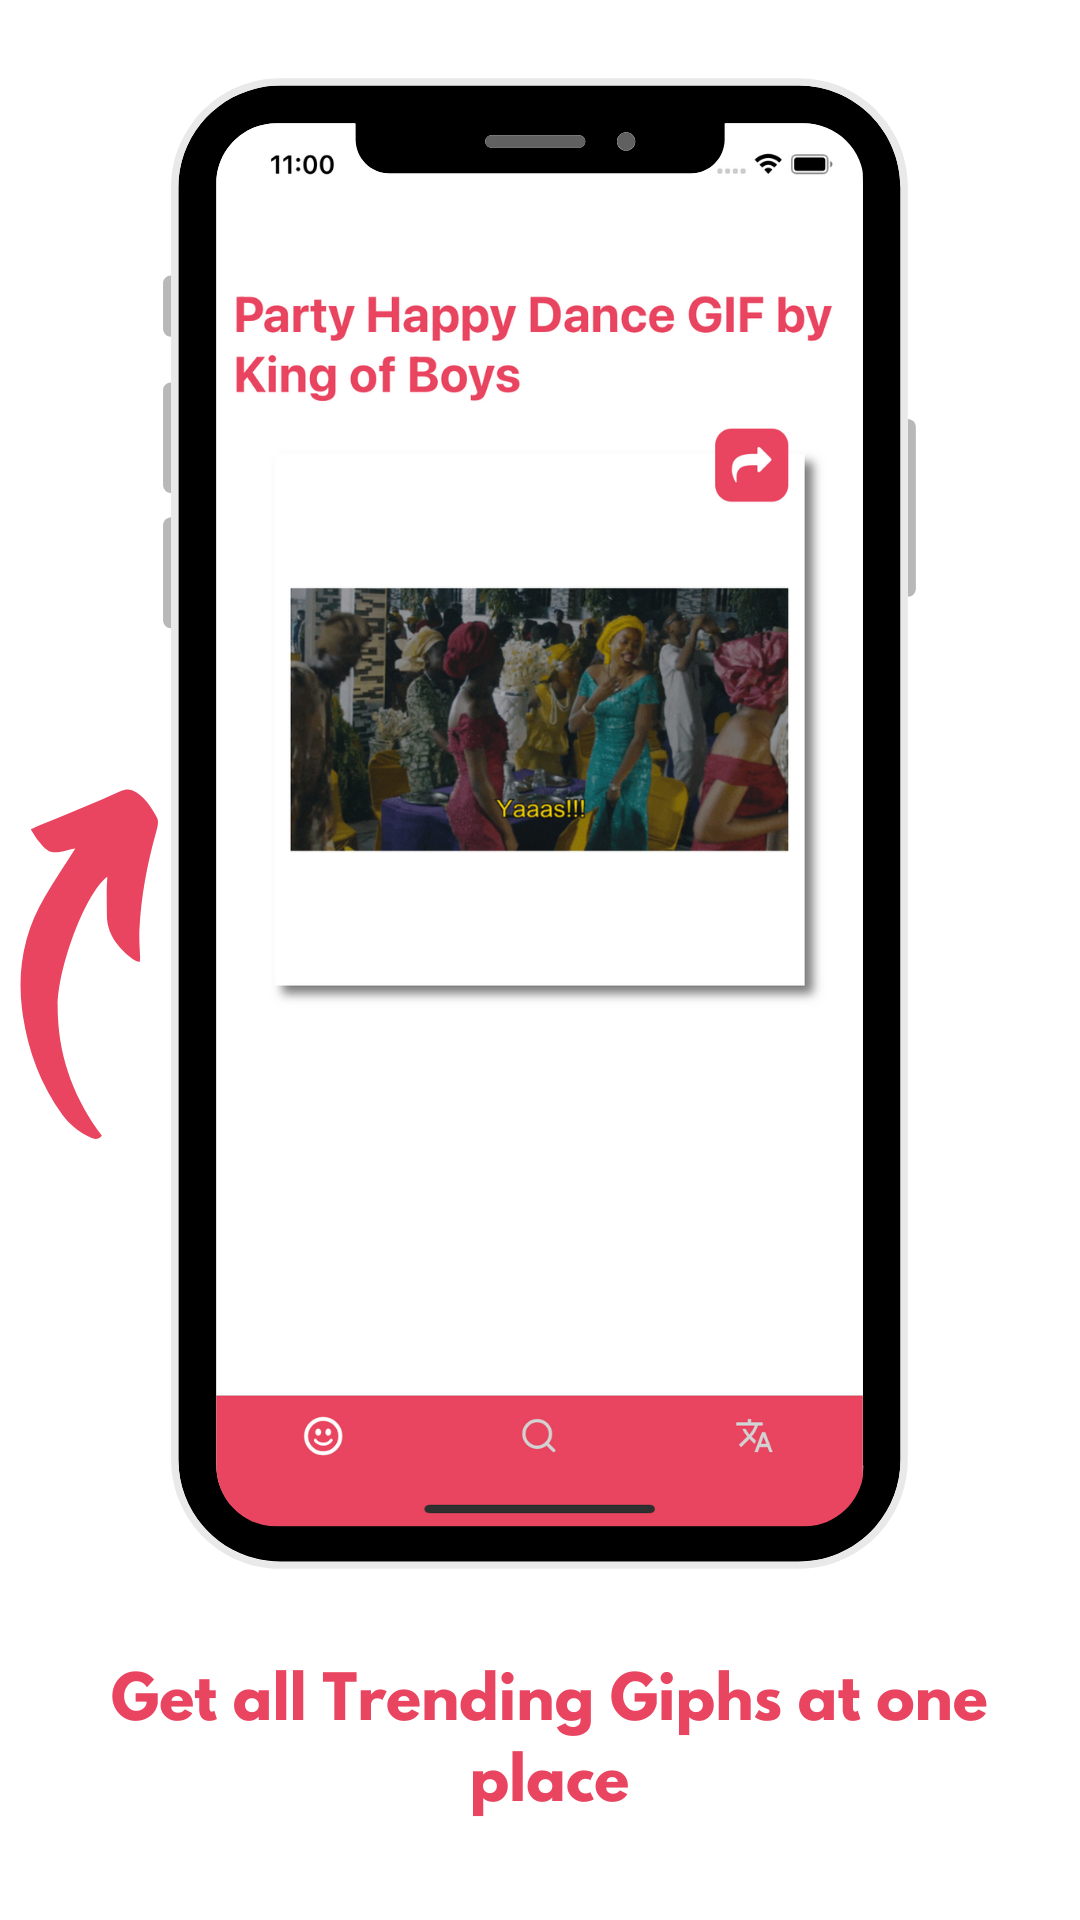 11:00
Party Happy Dance GIF by
King of Boys
Yaaas!!!
Get all Trending Giphs at one
place